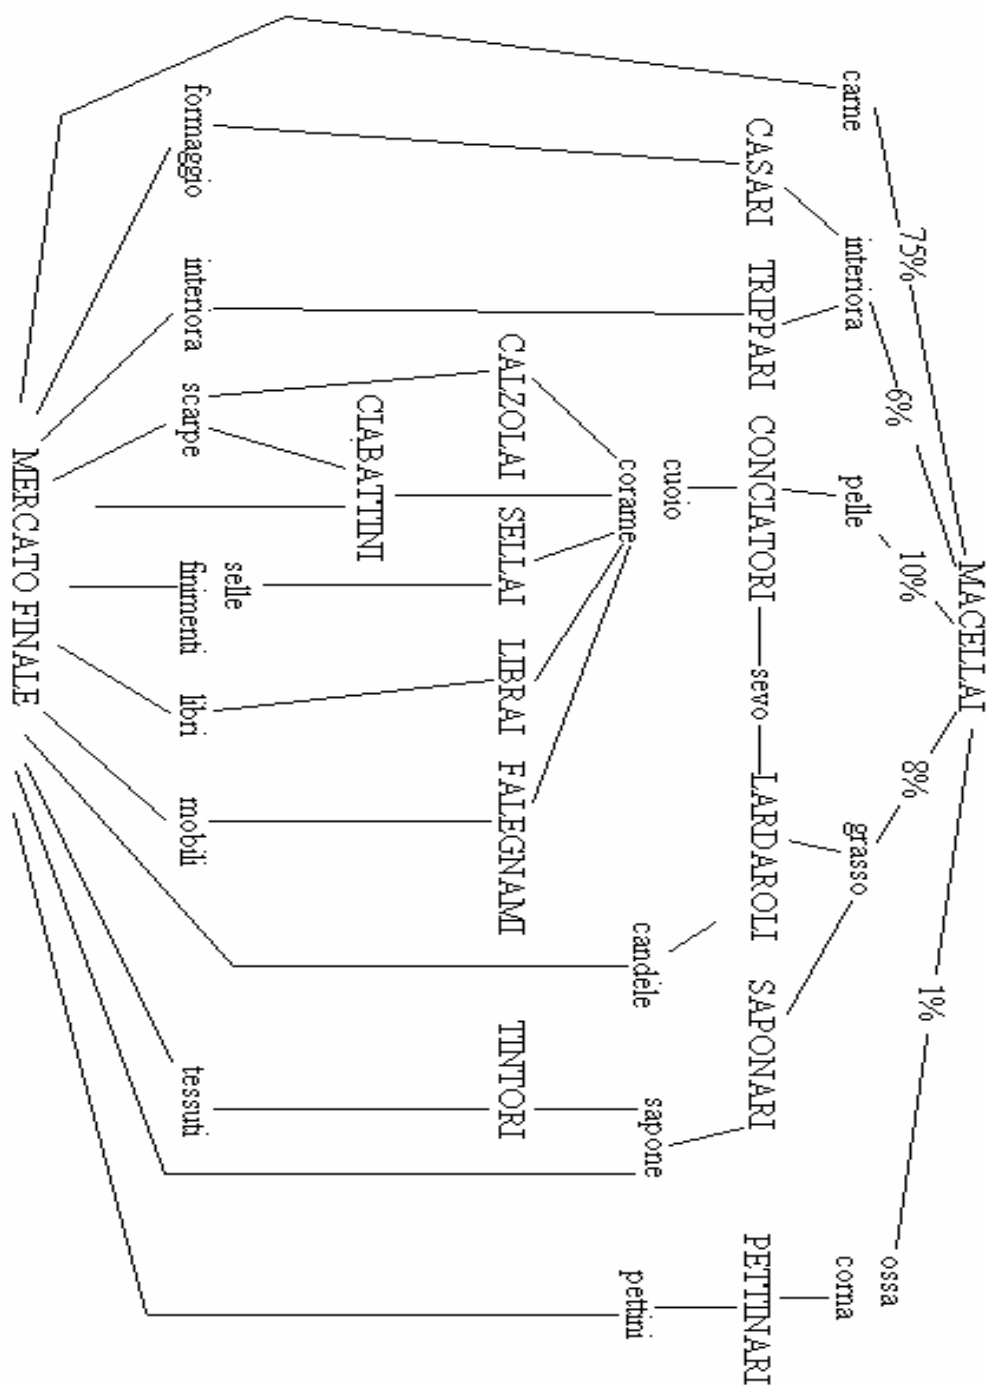 MACELLAI
75% 6% 10% 8% 1%
carne interiora pelle grasso ossa
corna
CASARI TRIPPARI CONCIATORI sevo LARDAROLI SAPONARI PETTINARI
cuoio
corame candele sapone pettini
CALZOLAI SELLAI LIBRAI FALEGNAMI TINTORI
CIABATTINI
selle
formaggio interiora scarpe finimenti libri mobili tessuti
MERCATO FINALE